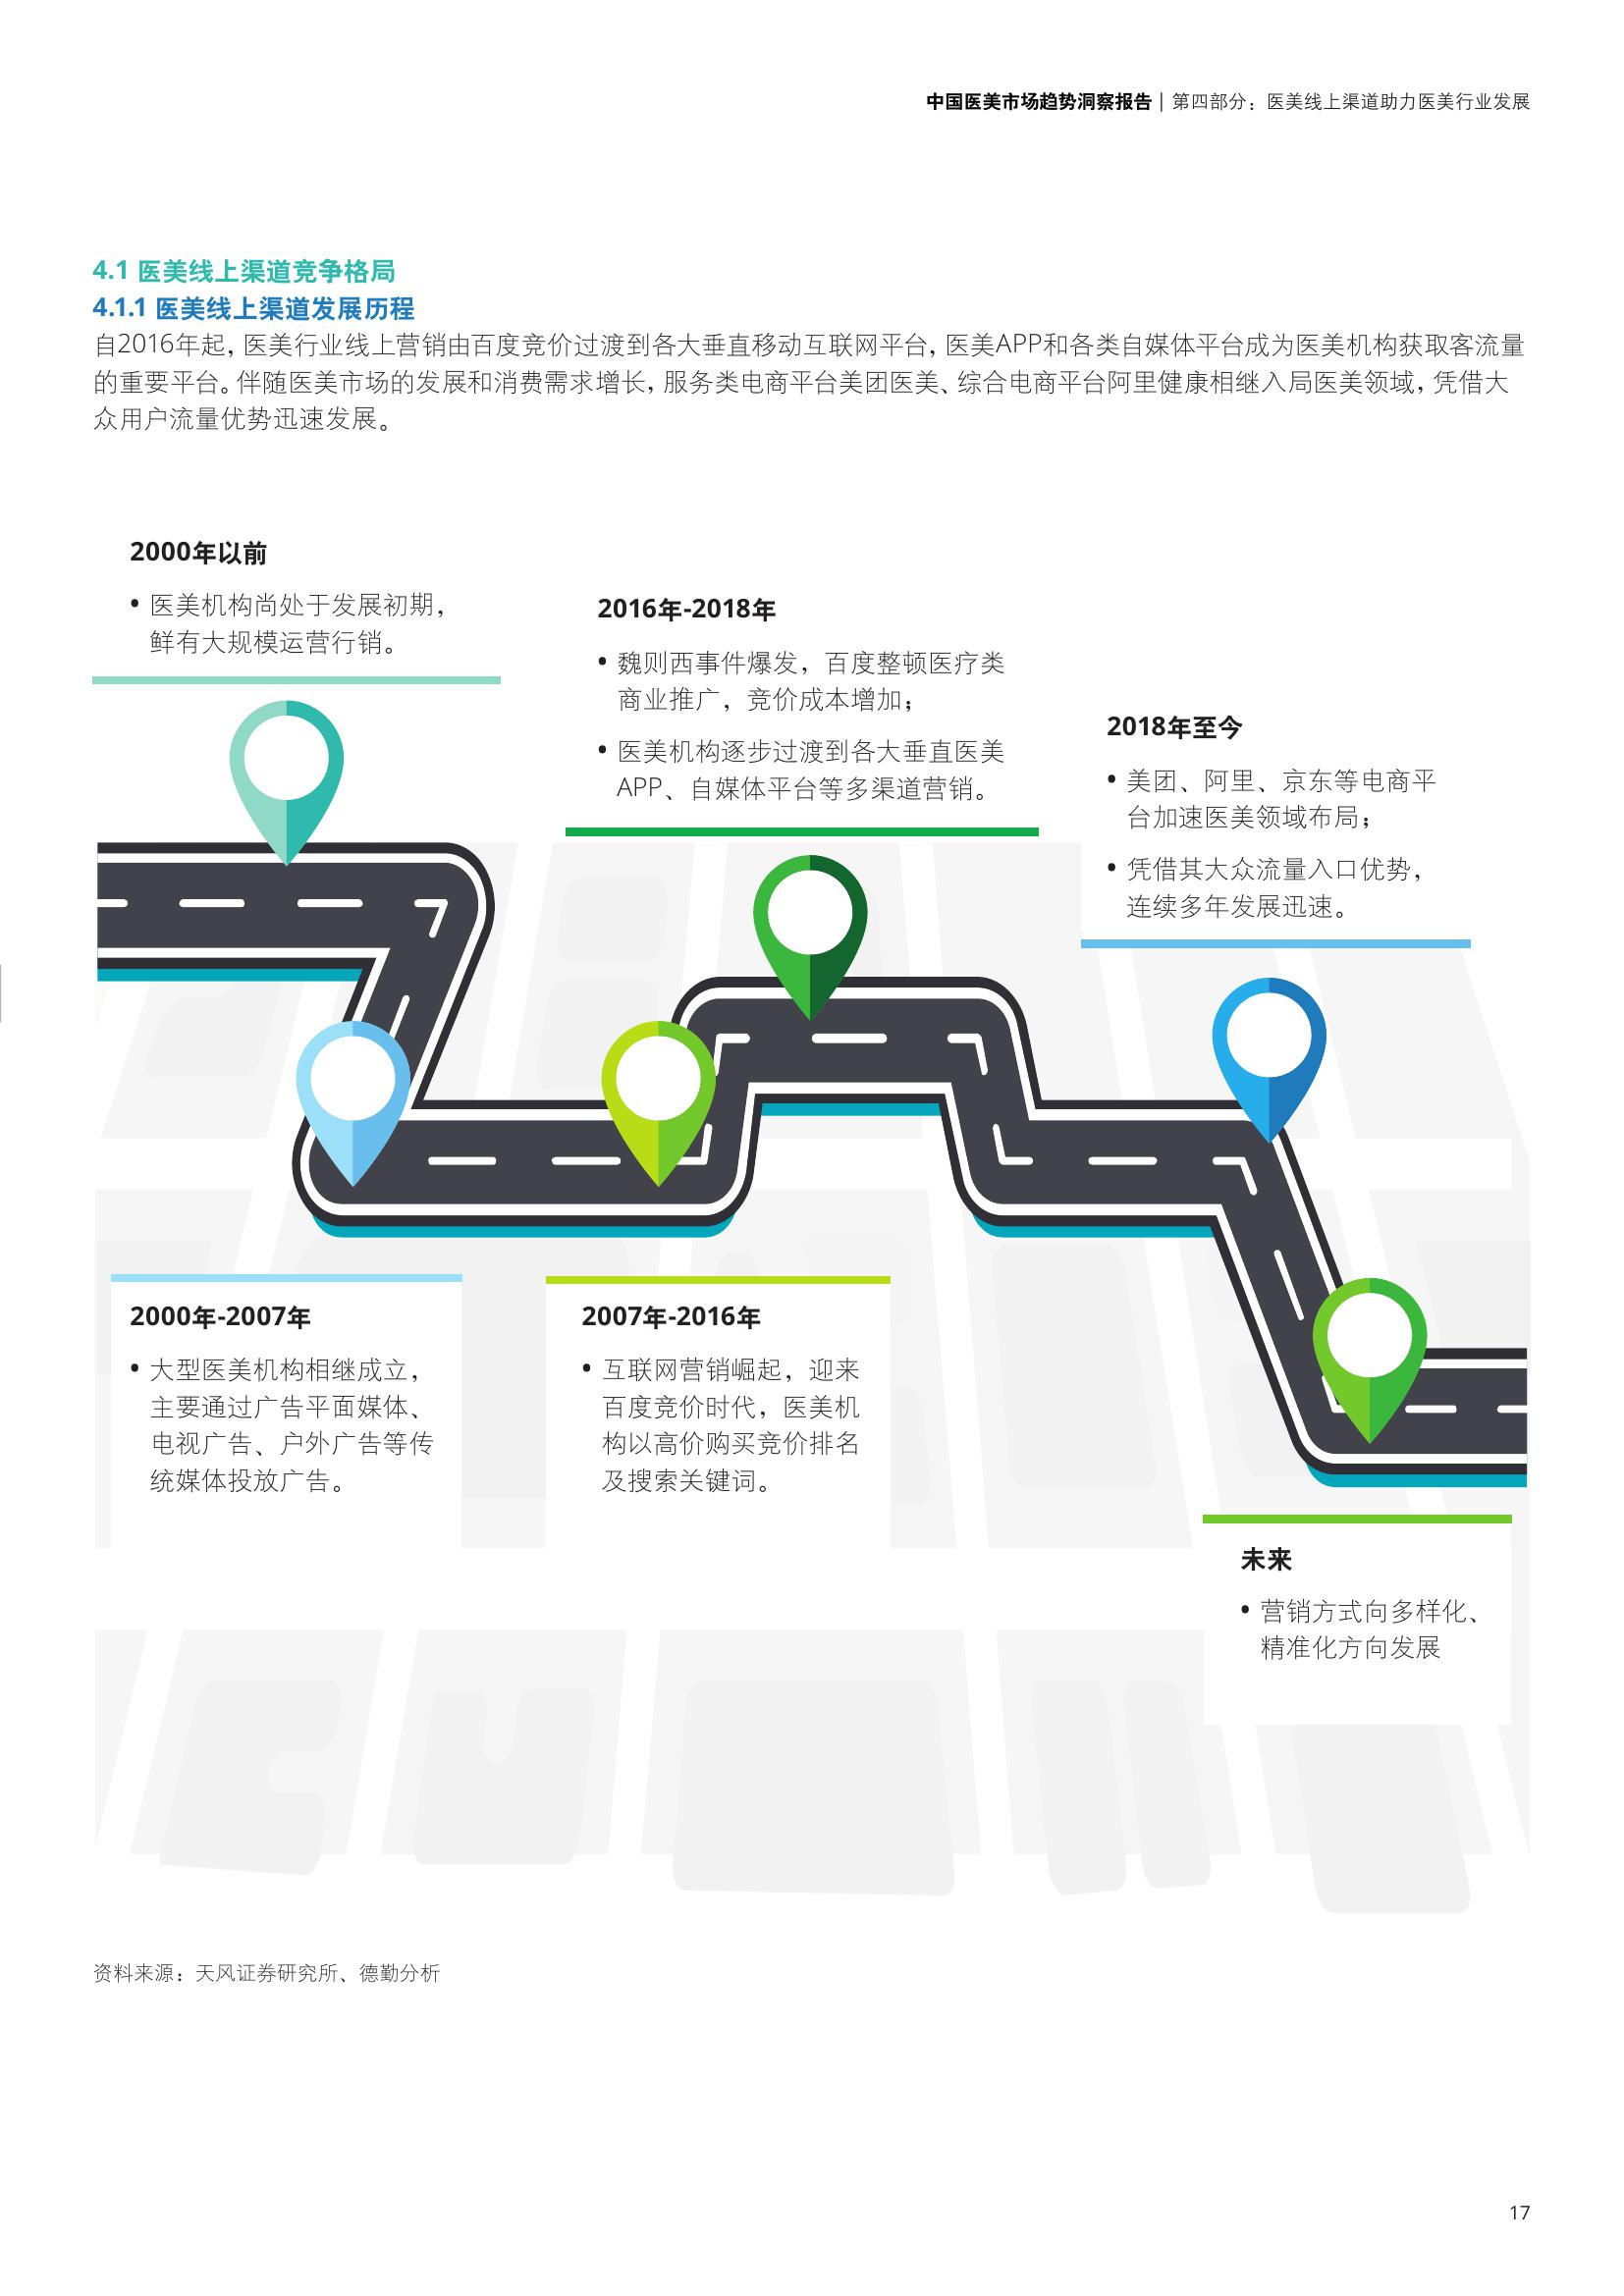 中国医美市场趋势洞察报告 | 第四部分：医美线上渠道助力医美行业发展
4.1 医美线上渠道竞争格局
4.1.1 医美线上渠道发展历程
自2016年起，医美行业线上营销由百度竞价过渡到各大垂直移动互联网平台，医美APP和各类自媒体平台成为医美机构获取客流量
的重要平台。伴随医美市场的发展和消费需求增长，服务类电商平台美团医美、综合电商平台阿里健康相继入局医美领域，凭借大
众用户流量优势迅速发展。
2000年以前
• 医美机构尚处于发展初期，
鲜有大规模运营行销。
2016年-2018年
• 魏则西事件爆发，百度整顿医疗类
商业推广，竞价成本增加；
• 医美机构逐步过渡到各大垂直医美
APP、自媒体平台等多渠道营销。
2018年至今
• 美团、阿里、京东等电商平
台加速医美领域布局；
• 凭借其大众流量入口优势，
连续多年发展迅速。
2000年-2007年
• 大型医美机构相继成立，
主要通过广告平面媒体、
电视广告、户外广告等传
统媒体投放广告。
2007年-2016年
• 互联网营销崛起，迎来
百度竞价时代，医美机
构以高价购买竞价排名
及搜索关键词。
未来
• 营销方式向多样化、
精准化方向发展
资料来源：天风证券研究所、德勤分析
17